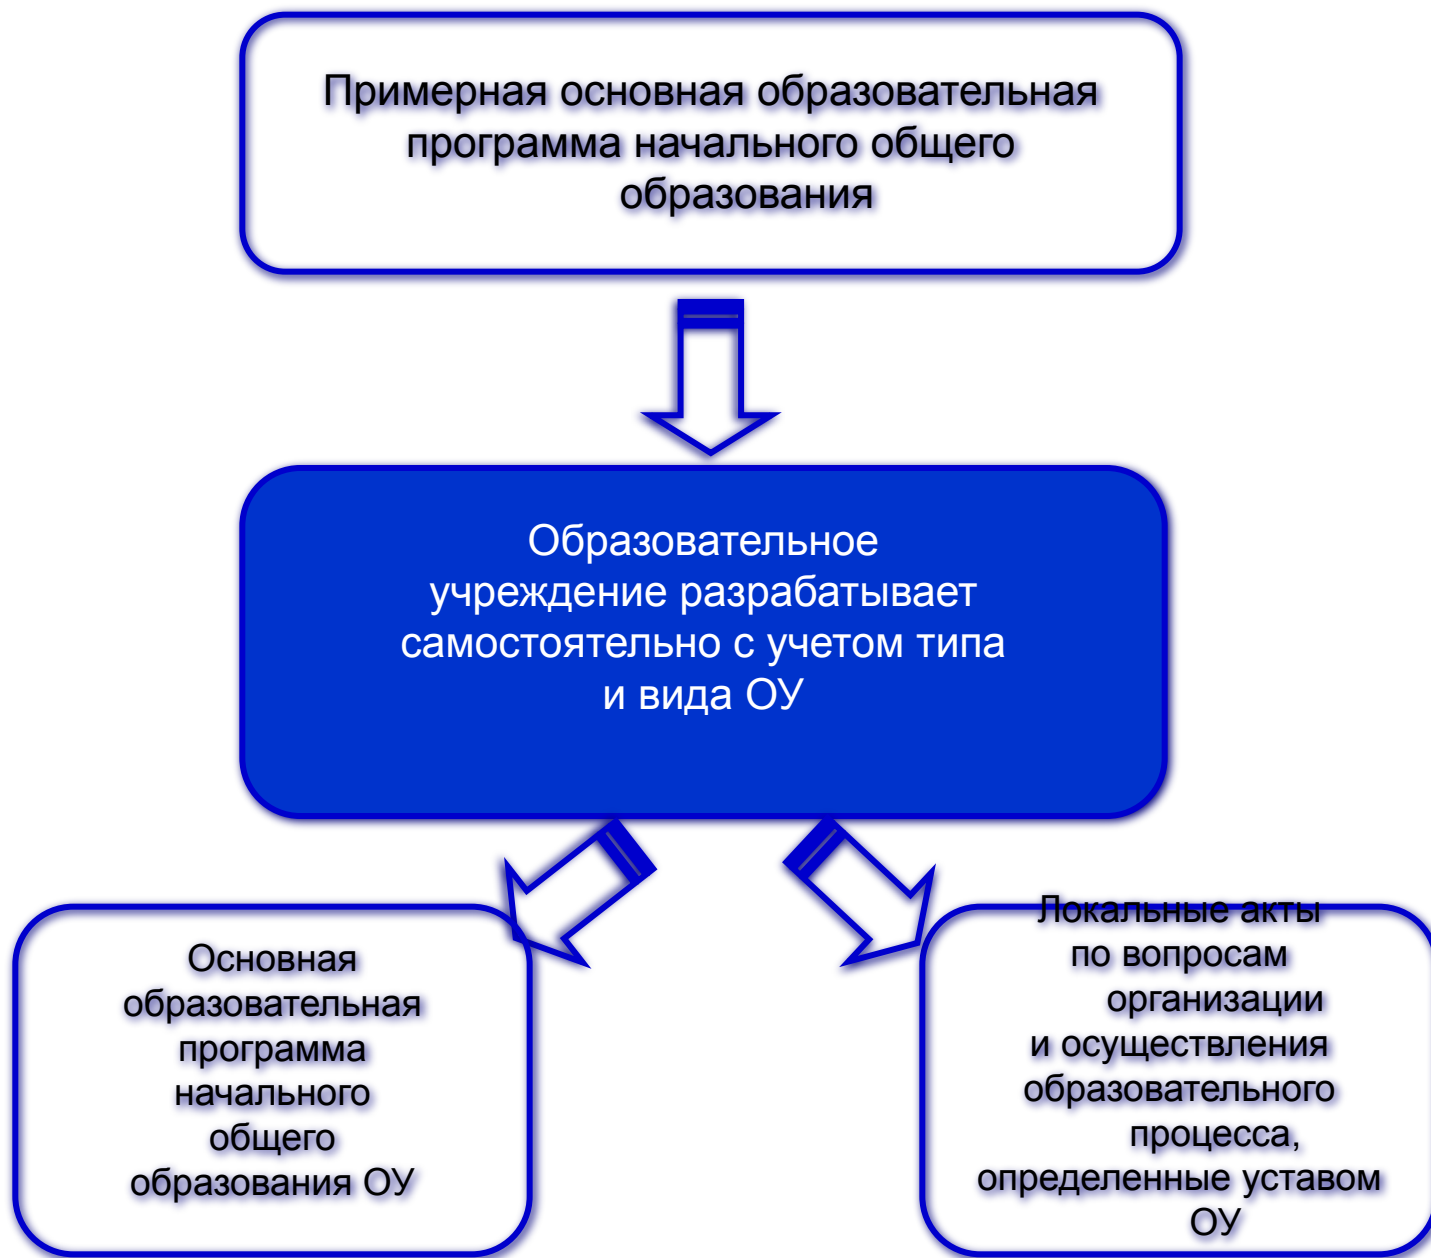 Примерная основная образовательная
программа начального общего
образования
Образовательное
учреждение разрабатывает
самостоятельно с учетом типа
и вида ОУ
Основная
образовательная
программа
начального
общего
образования ОУ
Локальные акты
по вопросам
организации
и осуществления
образовательного
процесса,
определенные уставом
ОУ